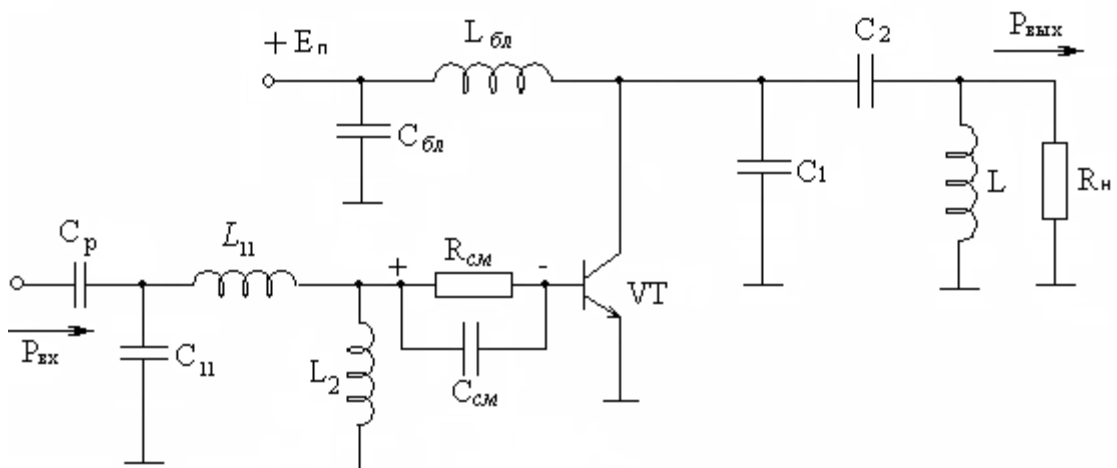 + Eп
Lбл
C2
Pвых
Cбл
C1
L
Rн
Cр
L11
Rсм
+ -
VT
Pвх
C11
L2
Cсм